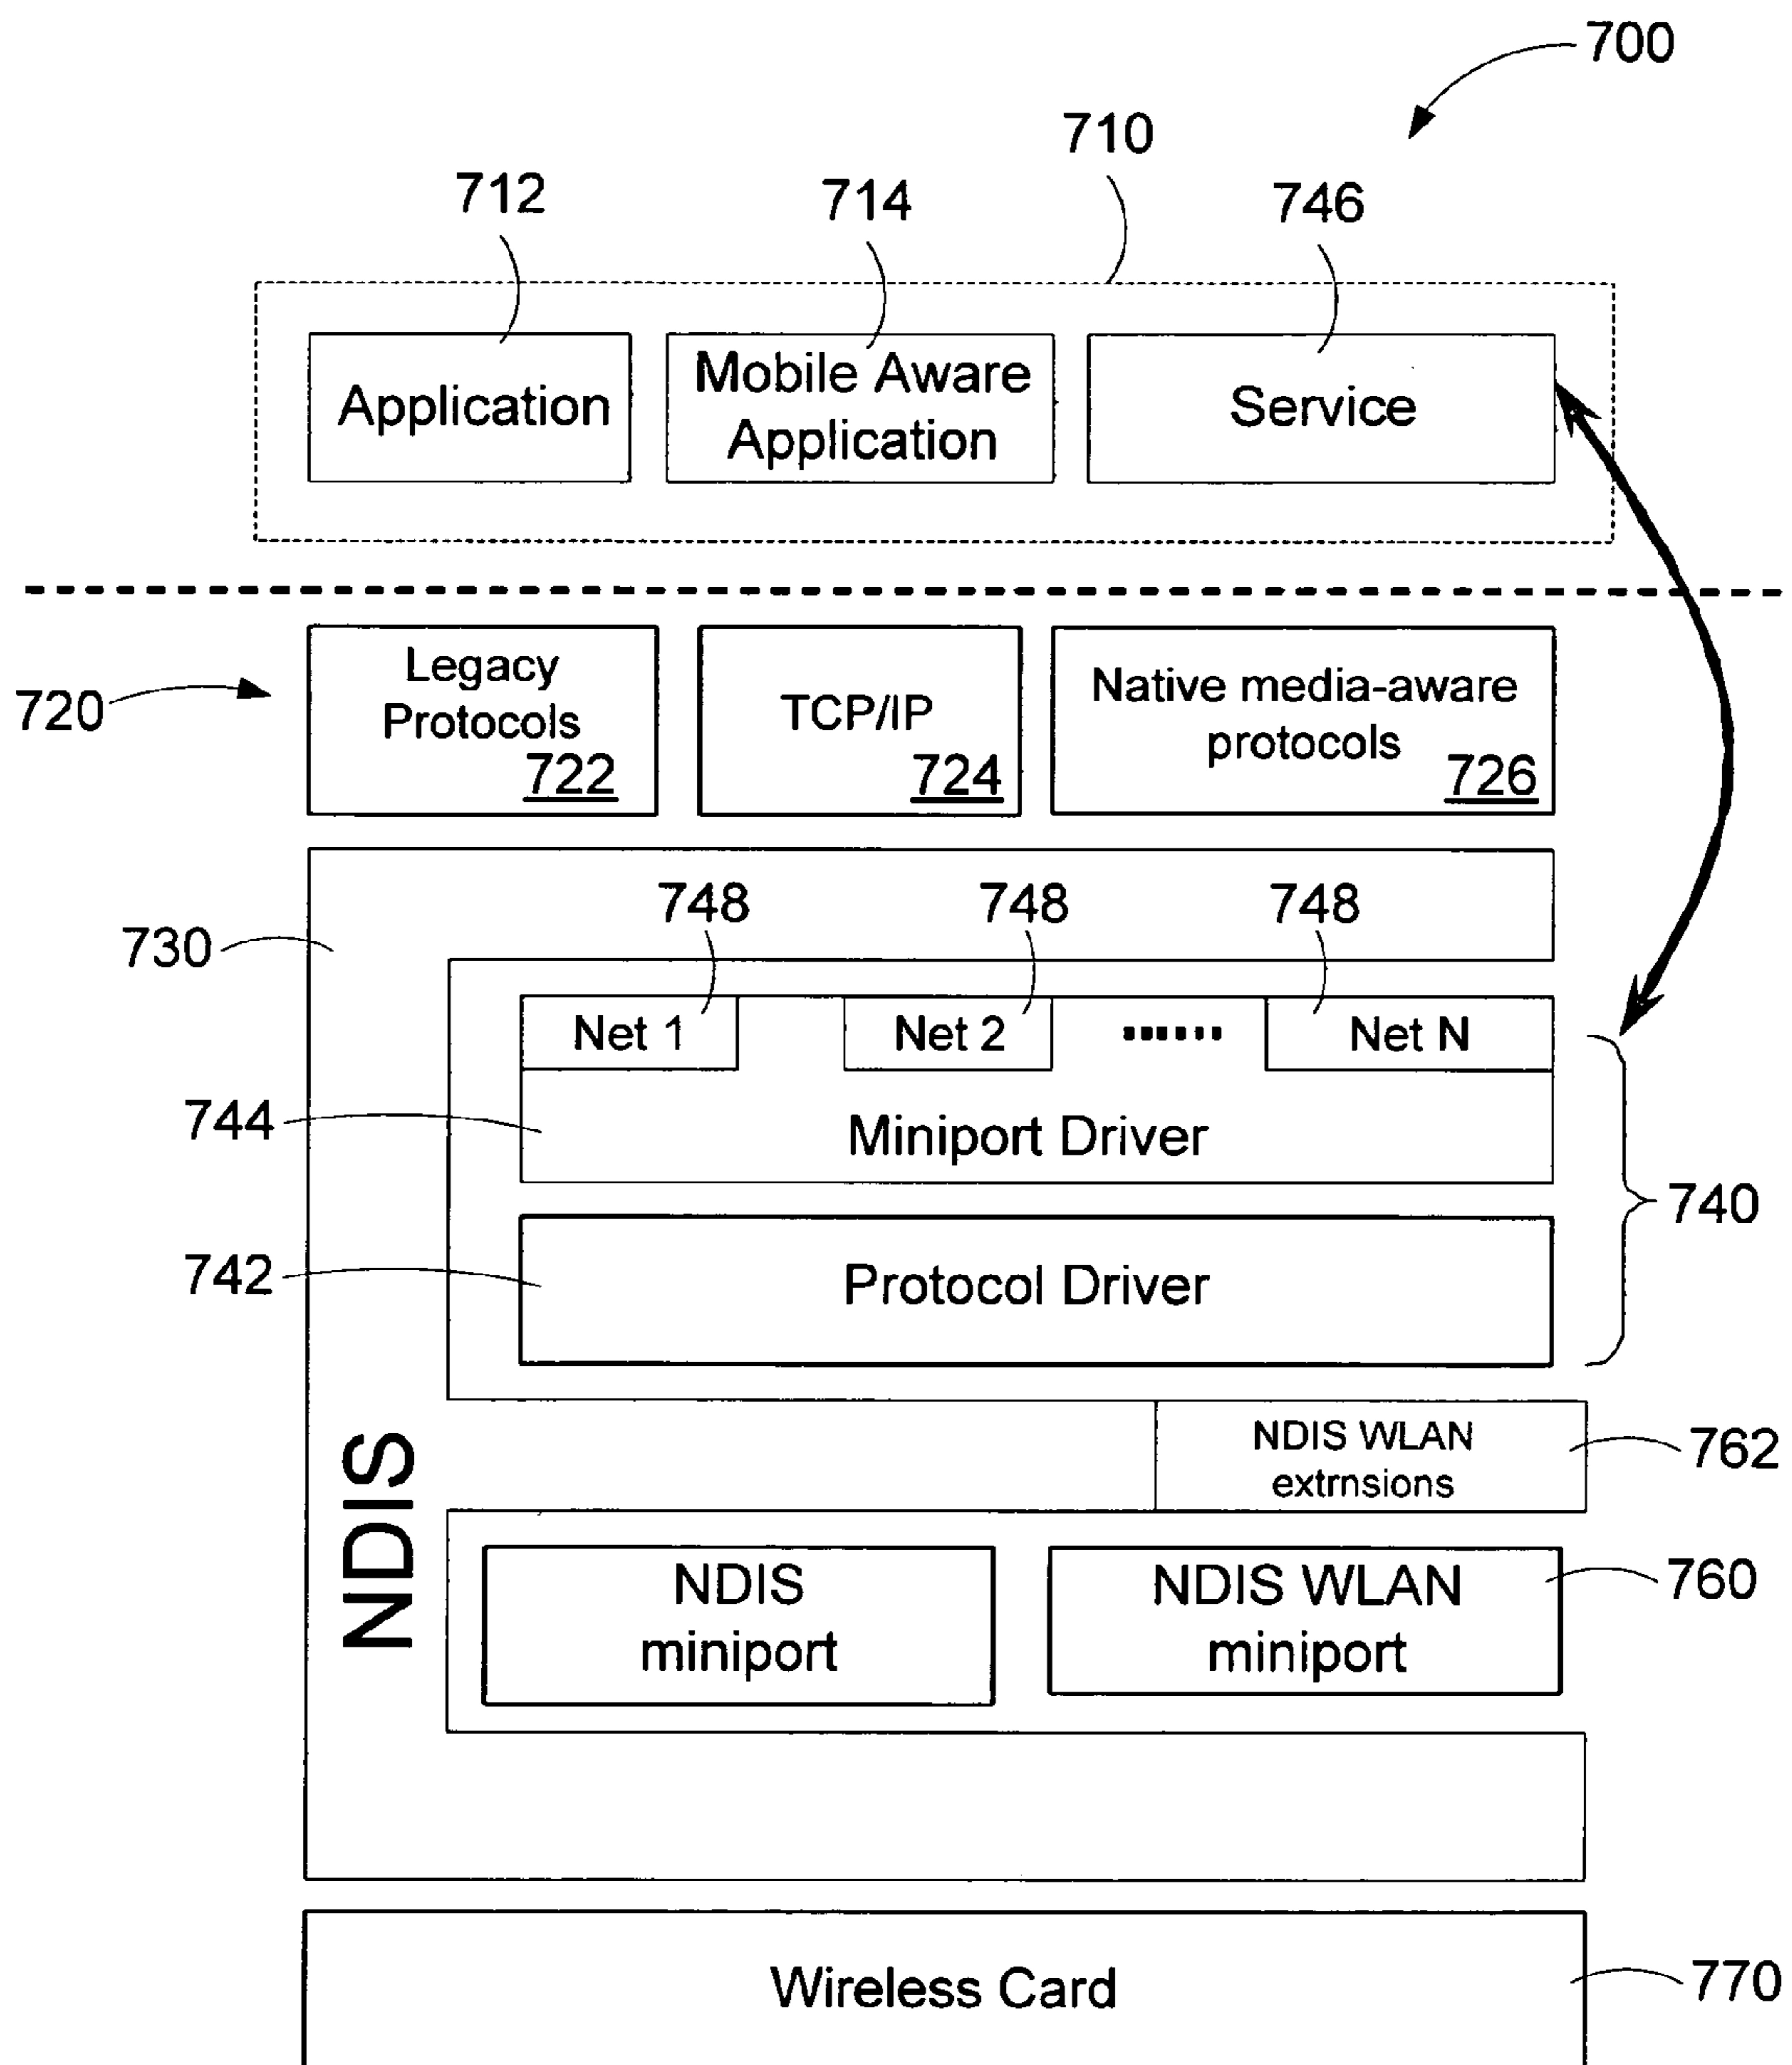 700
710
712
714
746
Application
Mobile Aware
Application
Service
720
Legacy
Protocols
722
TCP/IP
724
Native media-aware
protocols
726
730
748
748
748
Net 1
Net 2
......
Net N
744
Miniport Driver
740
742
Protocol Driver
NDIS
NDIS WLAN
extrnsions
762
NDIS
miniport
NDIS WLAN
miniport
760
Wireless Card
770